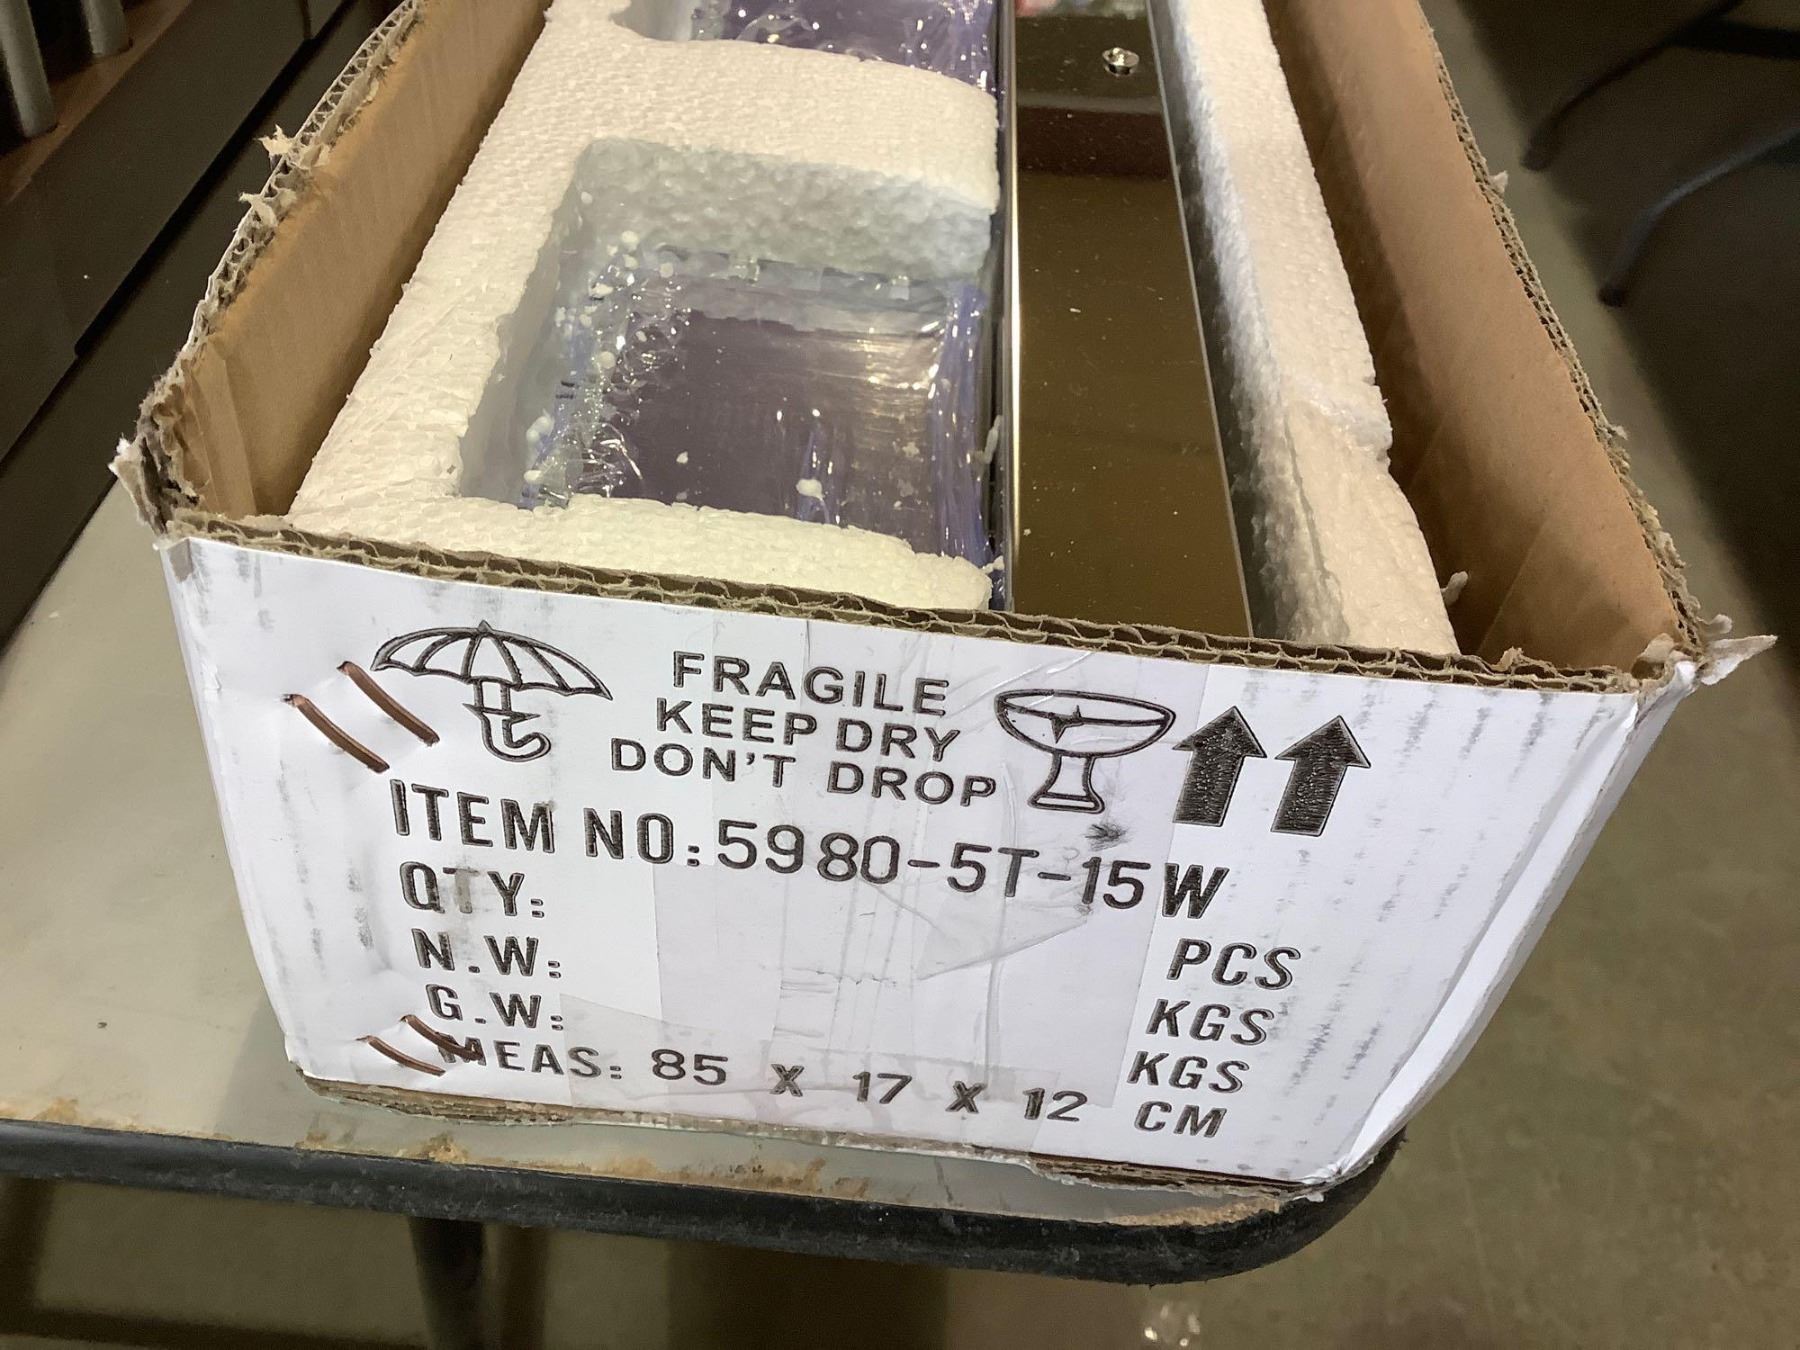 FRAGILE
KEEP DRY
DON'T DROP
ITEM NO: 5980-5T-15W
QTY: PCS
N.W: KGS
G.W: KGS
MEAS: 85 X 17 X 12 CM